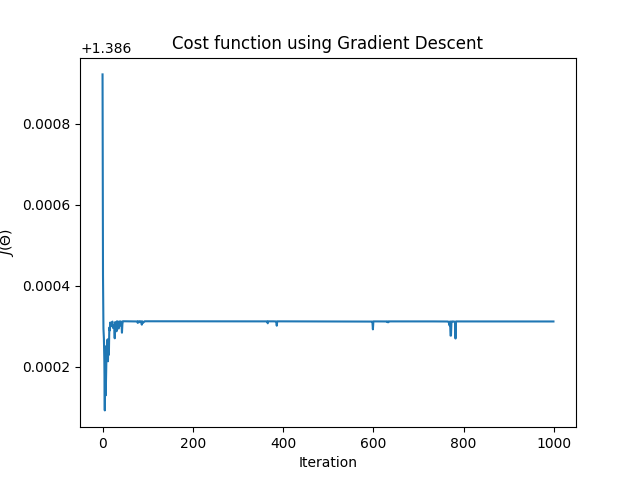 Cost function using Gradient Descent
+1.386
0.0008
0.0006
0.0004
0.0002
J(Θ)
0 200 400 600 800 1000
Iteration